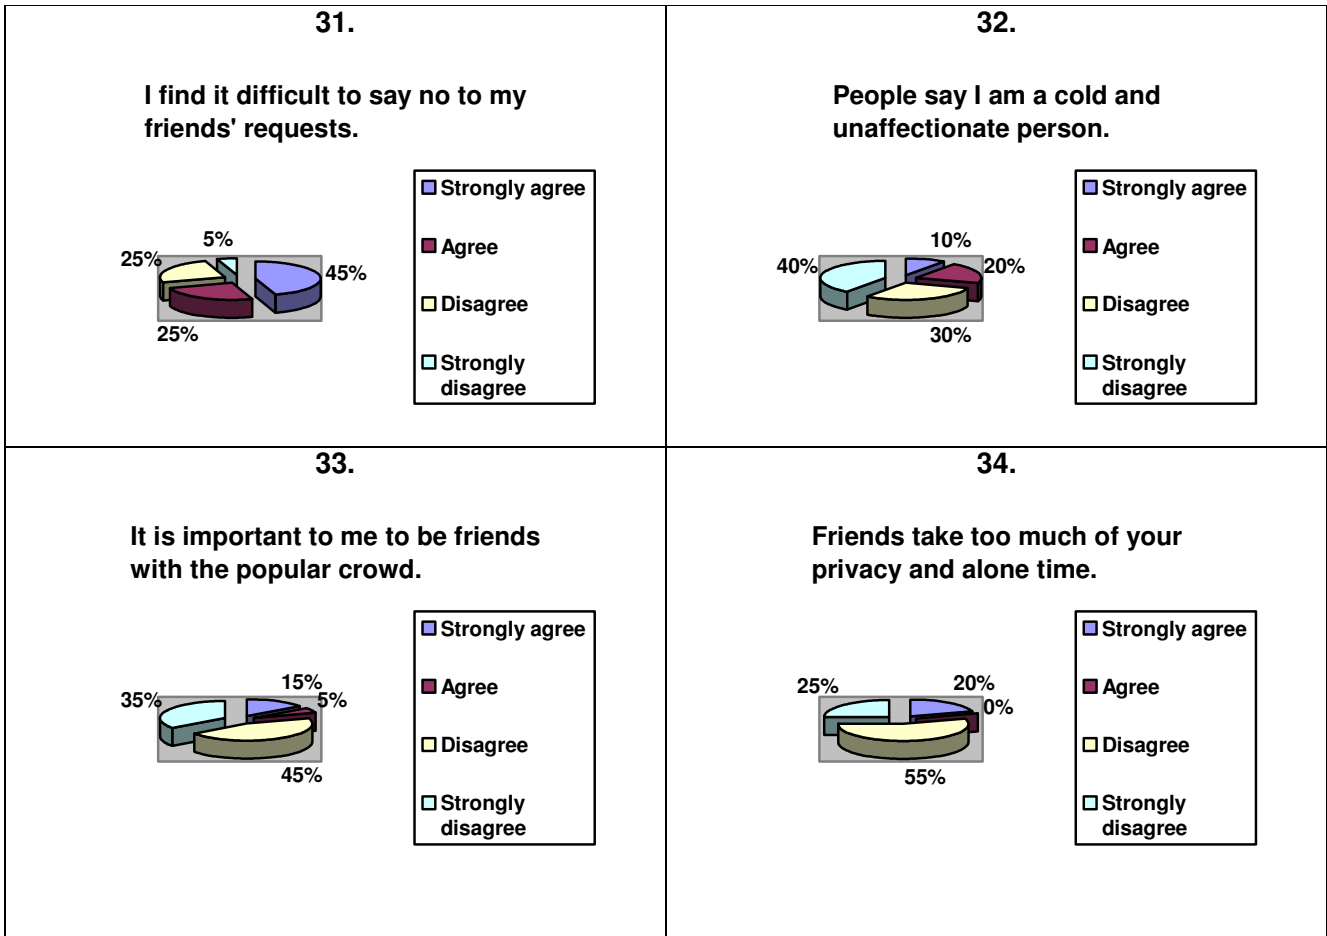 31.
I find it difficult to say no to my
friends' requests.
Strongly agree
Agree
Disagree
Strongly
disagree
5%
25%
45%
25%
32.
People say I am a cold and
unaffectionate person.
Strongly agree
Agree
Disagree
Strongly
disagree
10%
40%
20%
30%
33.
It is important to me to be friends
with the popular crowd.
Strongly agree
Agree
Disagree
Strongly
disagree
15%
35%
5%
45%
34.
Friends take too much of your
privacy and alone time.
Strongly agree
Agree
Disagree
Strongly
disagree
20%
25%
0%
55%